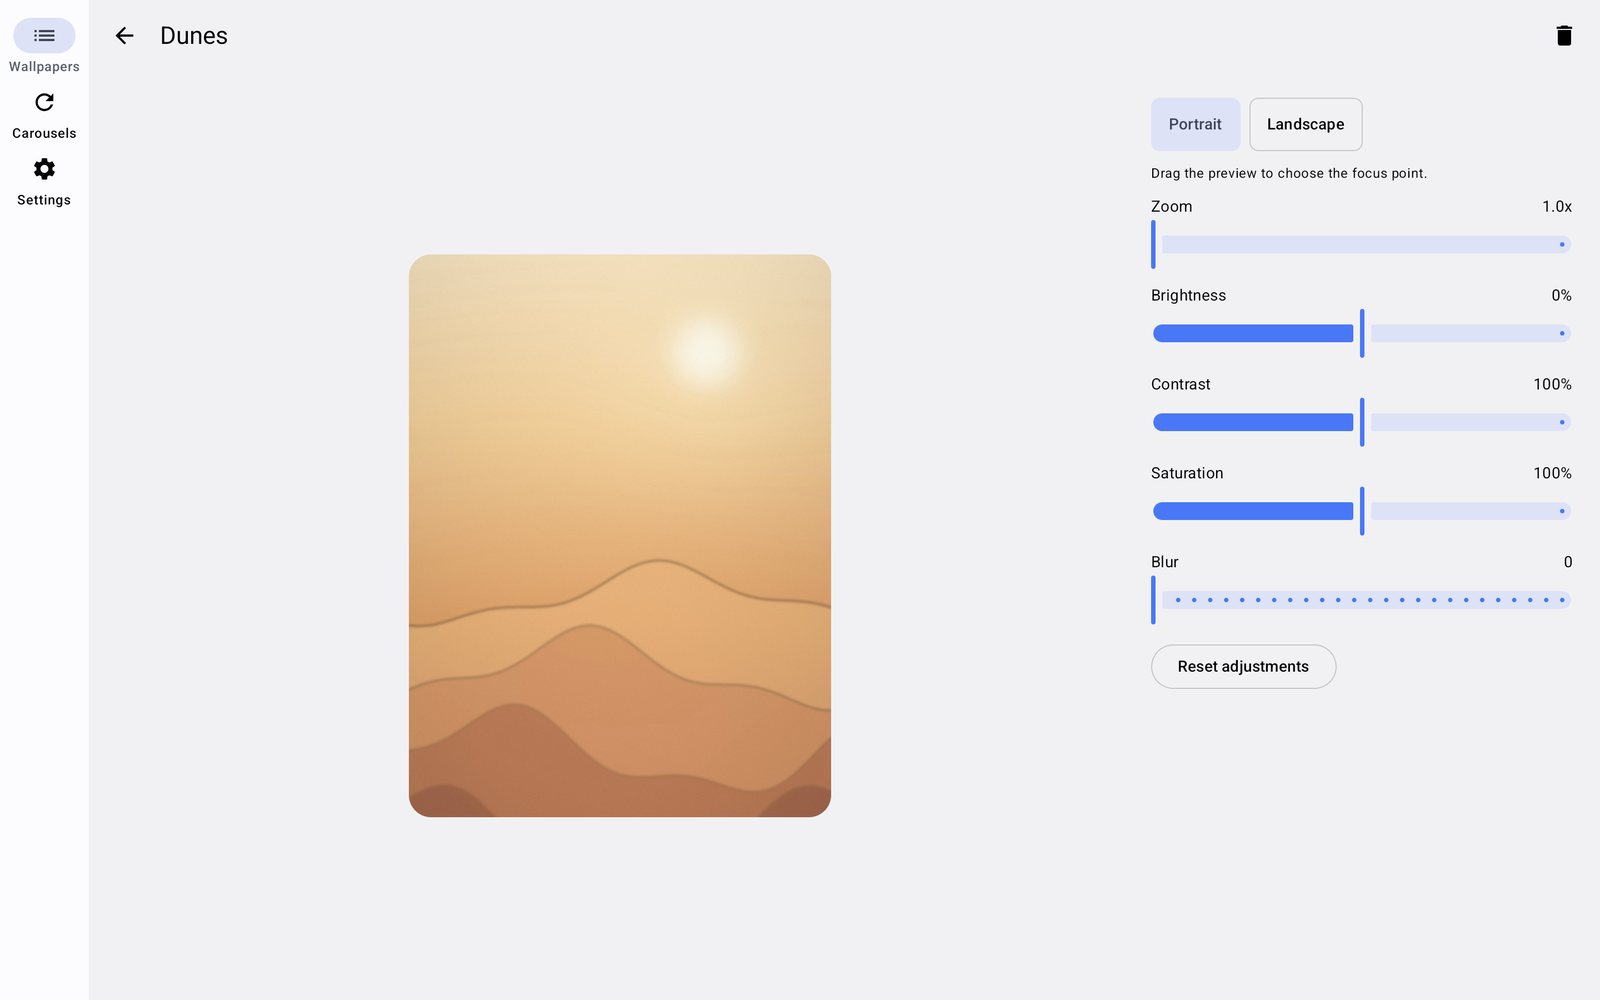 Wallpapers
Carousels
Settings
Dunes
Portrait
Landscape
Drag the preview to choose the focus point.
Zoom 1.0x
Brightness 0%
Contrast 100%
Saturation 100%
Blur 0
Reset adjustments